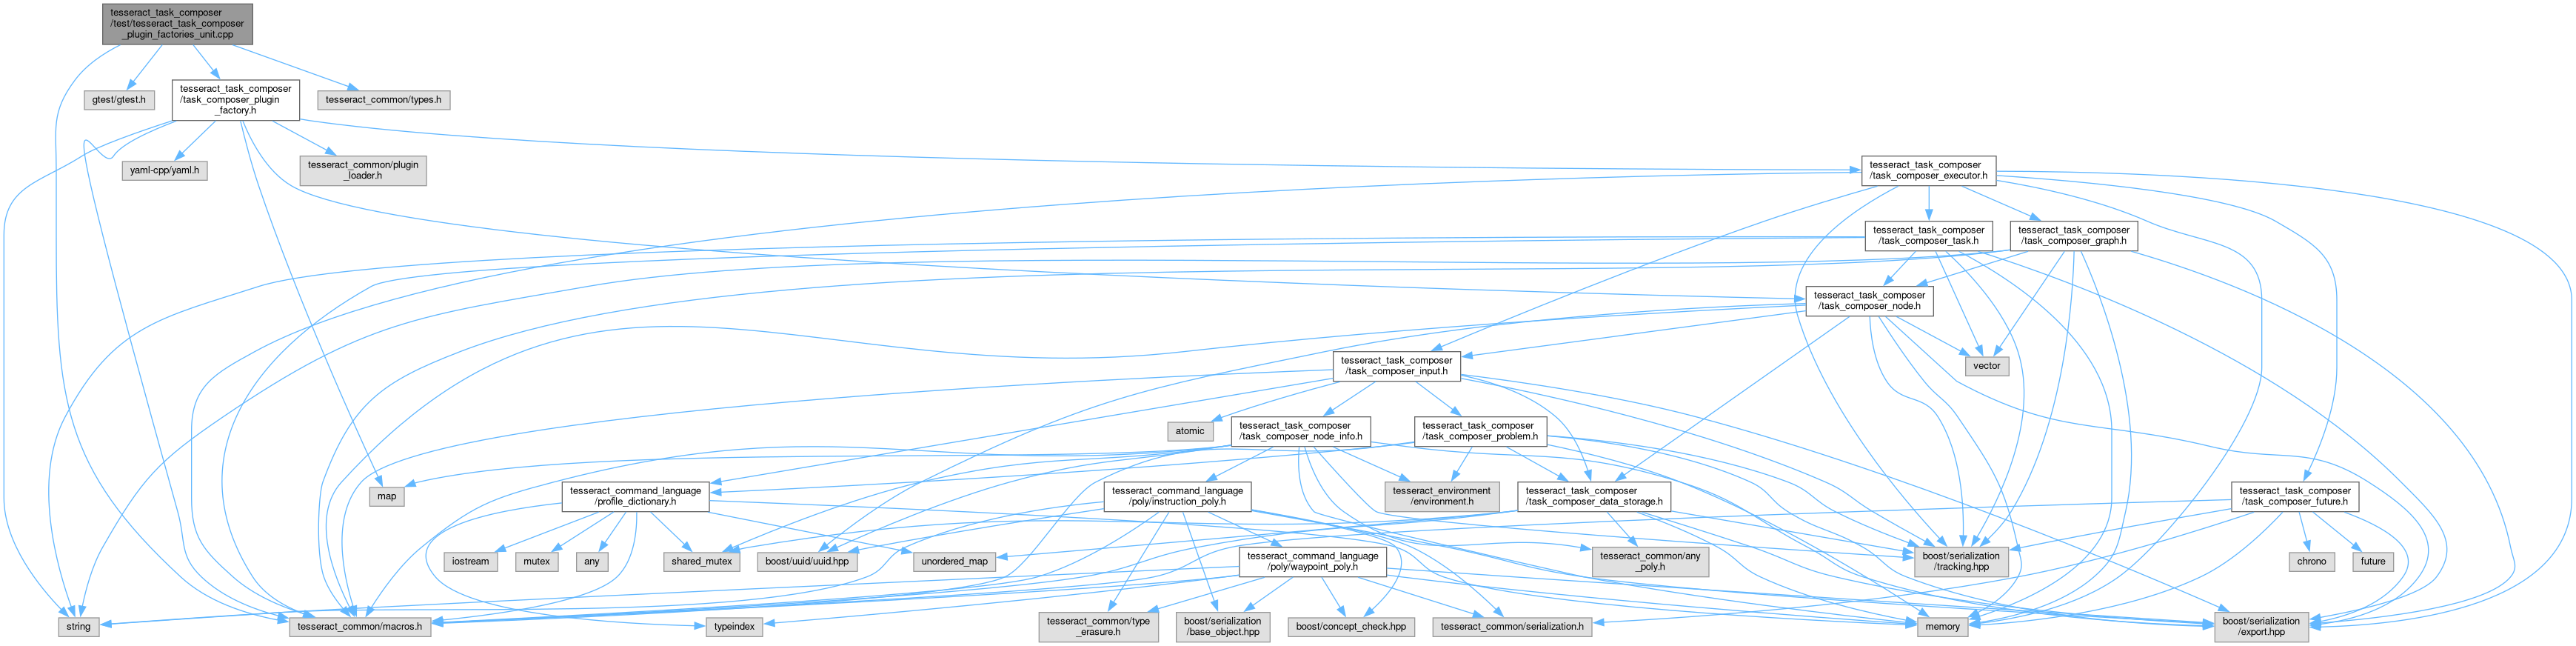 tesseract_task_composer
/test/tesseract_task_composer
_plugin_factories_unit.cpp
gtest/gtest.h
tesseract_task_composer
/task_composer_plugin
_factory.h
tesseract_common/types.h
yaml-cpp/yaml.h
tesseract_common/plugin
_loader.h
tesseract_task_composer
/task_composer_executor.h
tesseract_task_composer
/task_composer_task.h
tesseract_task_composer
/task_composer_graph.h
tesseract_task_composer
/task_composer_node.h
tesseract_task_composer
/task_composer_input.h
vector
atomic
tesseract_task_composer
/task_composer_node_info.h
tesseract_task_composer
/task_composer_problem.h
map
tesseract_command_language
/profile_dictionary.h
tesseract_command_language
/poly/instruction_poly.h
tesseract_environment
/environment.h
tesseract_task_composer
/task_composer_data_storage.h
tesseract_task_composer
/task_composer_future.h
iostream
mutex
any
shared_mutex
boost/uuid/uuid.hpp
unordered_map
tesseract_command_language
/poly/waypoint_poly.h
tesseract_common/any
_poly.h
boost/serialization
/tracking.hpp
chrono
future
string
tesseract_common/macros.h
typeindex
tesseract_common/type
_erasure.h
boost/serialization
/base_object.hpp
boost/concept_check.hpp
tesseract_common/serialization.h
memory
boost/serialization
/export.hpp